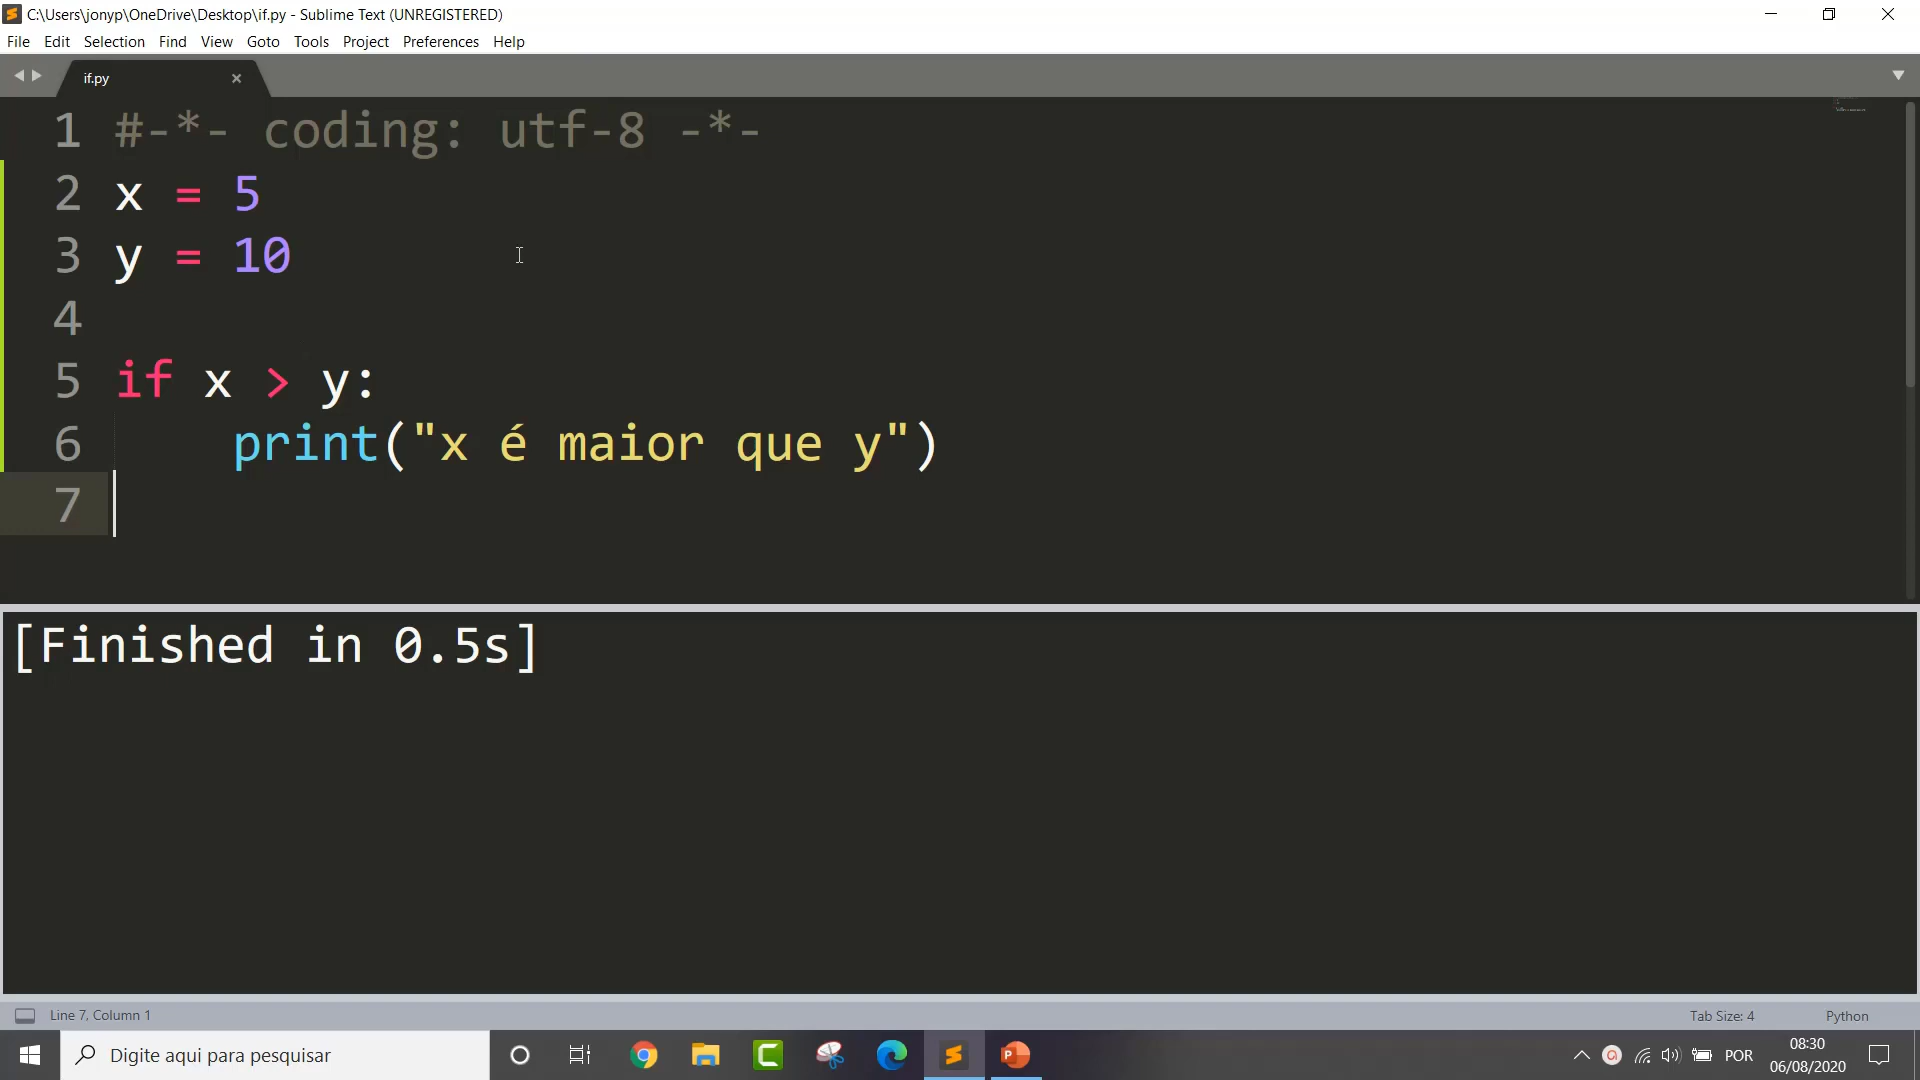 C:\Users\jonyp\OneDrive\Desktop\if.py - Sublime Text (UNREGISTERED)
File Edit Selection Find View Goto Tools Project Preferences Help
if.py
1 #-*- coding: utf-8 -*-
2 x = 5
3 y = 10
4
5 if x > y:
6     print("x é maior que y")
7
[Finished in 0.5s]
Line 7, Column 1 Tab Size: 4 Python
Digite aqui para pesquisar
POR
08:30
06/08/2020